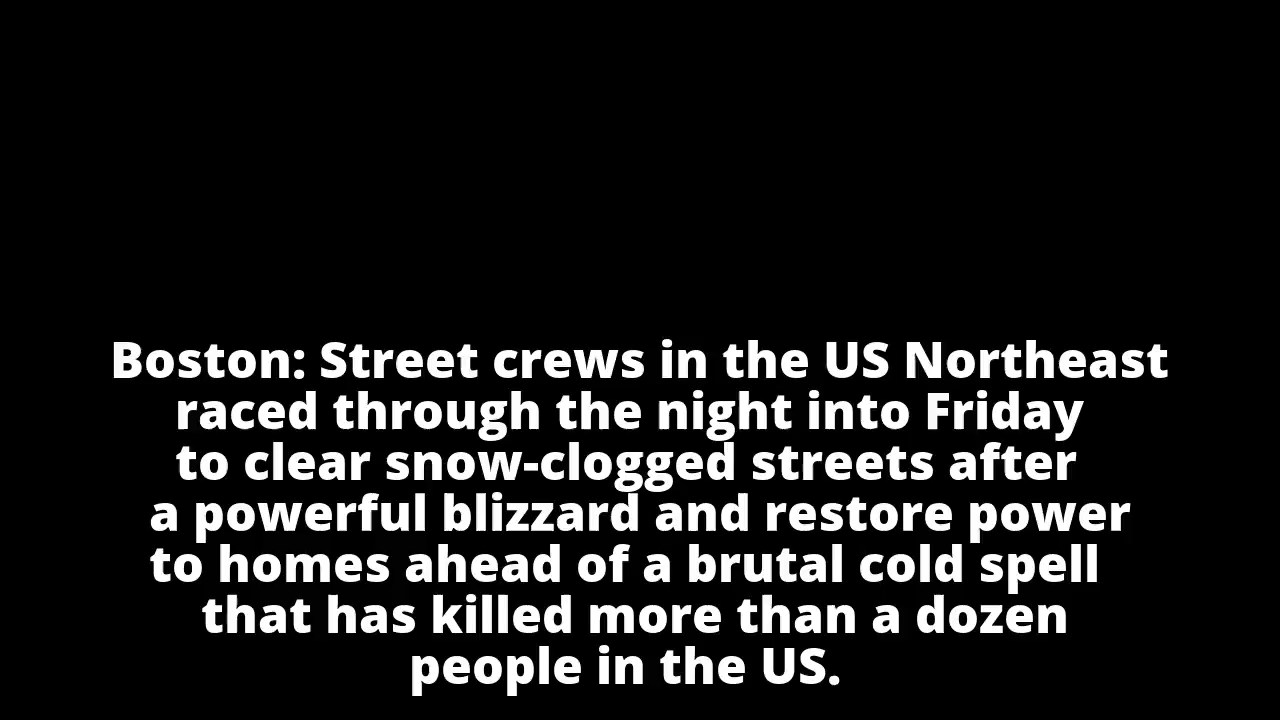 Boston: Street crews in the US Northeast
raced through the night into Friday
to clear snow-clogged streets after
a powerful blizzard and restore power
to homes ahead of a brutal cold spell
that has killed more than a dozen
people in the US.